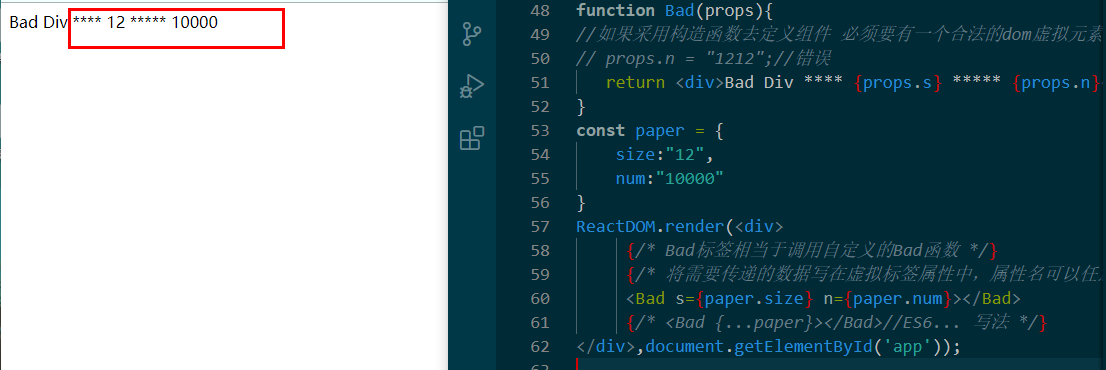 Bad Div **** 12 ***** 10000
48 function Bad(props){
49 //如果采用构造函数去定义组件 必须要有一个合法的dom虚拟元素
50 // props.n = "1212";//错误
51 return <div>Bad Div **** {props.s} ***** {props.n}
52 }
53 const paper = {
54 size:"12",
55 num:"10000"
56 }
57 ReactDOM.render(<div>
58 {/* Bad标签相当于调用自定义的Bad函数 */}
59 {/* 将需要传递的数据写在虚拟标签属性中，属性名可以任
60 <Bad s={paper.size} n={paper.num}></Bad>
61 {/* <Bad {...paper}></Bad>//ES6... 写法 */}
62 </div>,document.getElementById('app'));
63